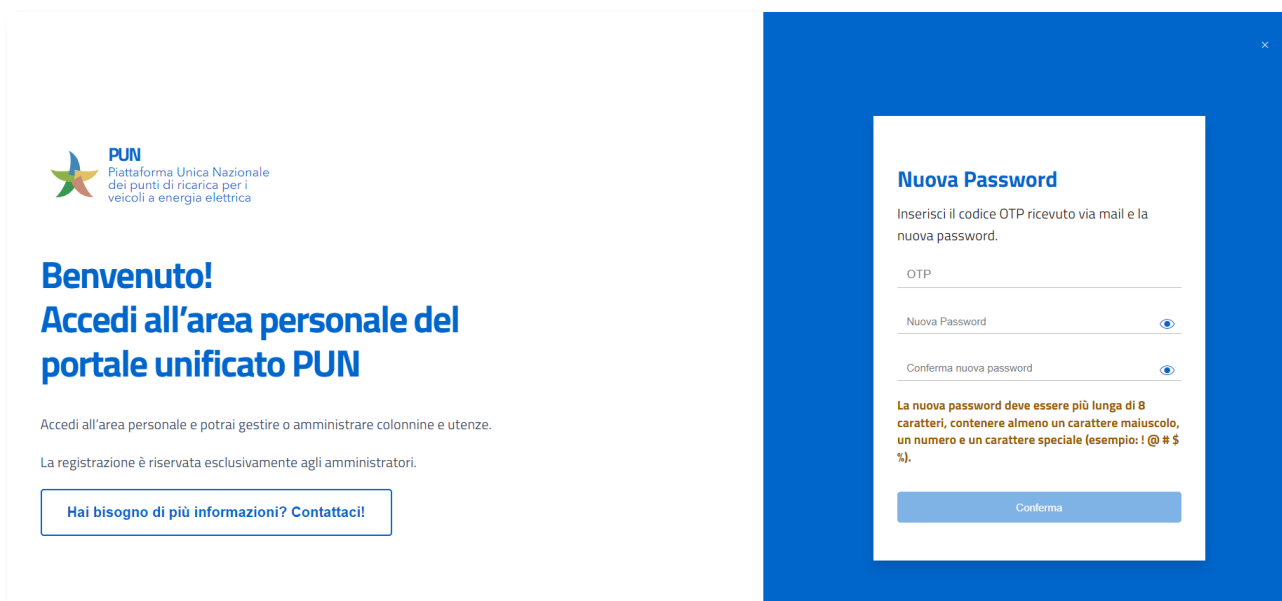 PUN
Piattaforma Unica Nazionale
dei punti di ricarica per i
veicoli a energia elettrica
Benvenuto!
Accedi all’area personale del
portale unificato PUN
Accedi all’area personale e potrai gestire o amministrare colonnine e utenze.
La registrazione è riservata esclusivamente agli amministratori.
Hai bisogno di più informazioni? Contattaci!
×
Nuova Password
Inserisci il codice OTP ricevuto via mail e la
nuova password.
OTP
Nuova Password
Conferma nuova password
La nuova password deve essere più lunga di 8
caratteri, contenere almeno un carattere maiuscolo,
un numero e un carattere speciale (esempio: ! @ # $
%).
Conferma